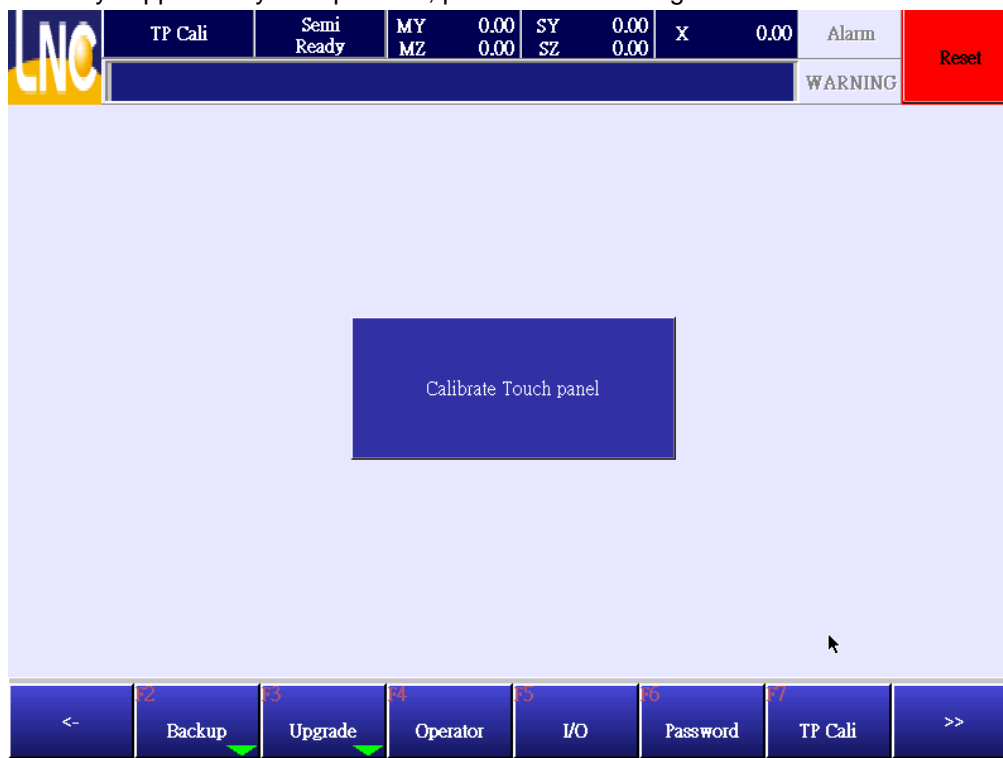 LNC
TP Cali
Semi
Ready
MY 0.00
MZ 0.00
SY 0.00
SZ 0.00
X 0.00
Alarm
WARNING
Reset
Calibrate Touch panel
<-
F2
Backup
F3
Upgrade
F4
Operator
F5
I/O
F6
Password
F7
TP Cali
>>